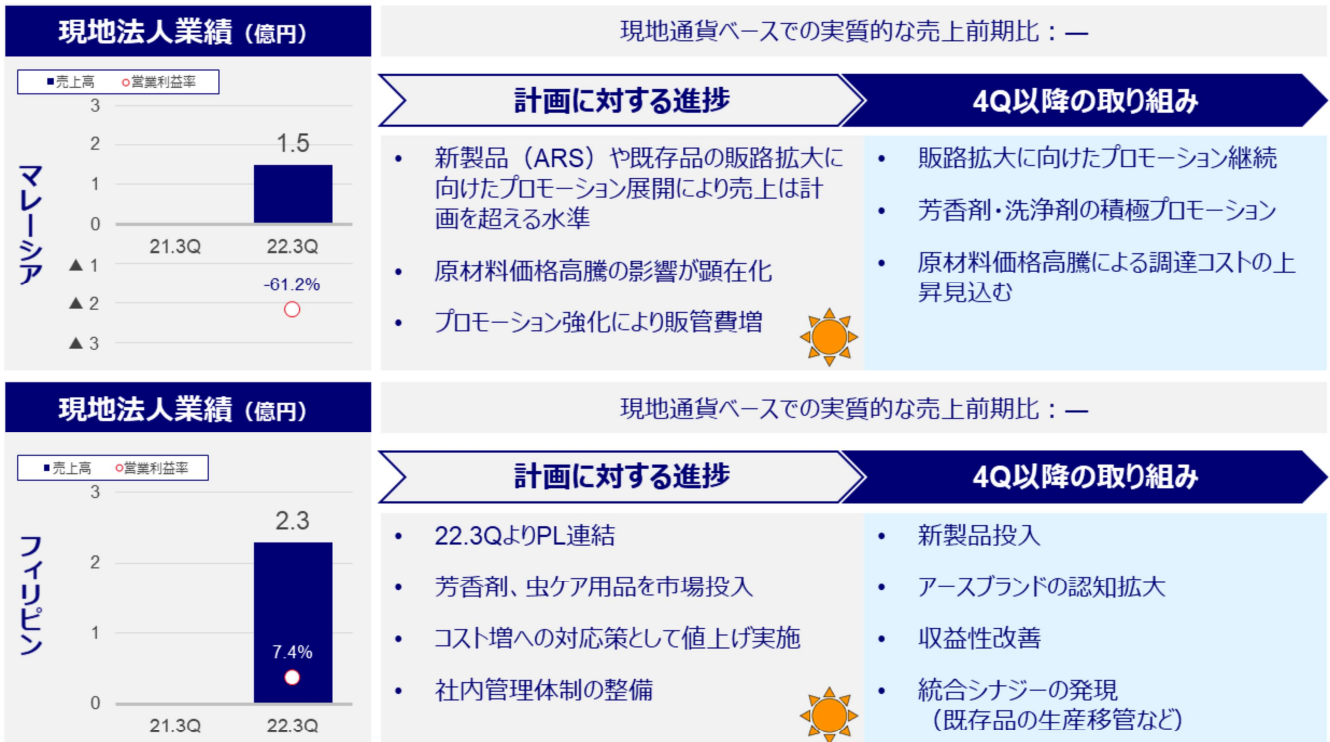 現地法人業績（億円）
現地通貨ベースでの実質的な売上前期比：―
■売上高 ○営業利益率
計画に対する進捗
4Q以降の取り組み
マレーシア
3
2
1
0
▲ 1
▲ 2
▲ 3
1.5
21.3Q
22.3Q
-61.2%
• 新製品（ARS）や既存品の販路拡大に
向けたプロモーション展開により売上は計
画を超える水準
• 原材料価格高騰の影響が顕在化
• プロモーション強化により販管費増
• 販路拡大に向けたプロモーション継続
• 芳香剤・洗浄剤の積極プロモーション
• 原材料価格高騰による調達コストの上
昇見込む
現地法人業績（億円）
現地通貨ベースでの実質的な売上前期比：―
■売上高 ○営業利益率
計画に対する進捗
4Q以降の取り組み
フィリピン
3
2
1
0
2.3
7.4%
21.3Q
22.3Q
• 22.3QよりPL連結
• 芳香剤、虫ケア用品を市場投入
• コスト増への対応策として値上げ実施
• 社内管理体制の整備
• 新製品投入
• アースブランドの認知拡大
• 収益性改善
• 統合シナジーの発現
（既存品の生産移管など）